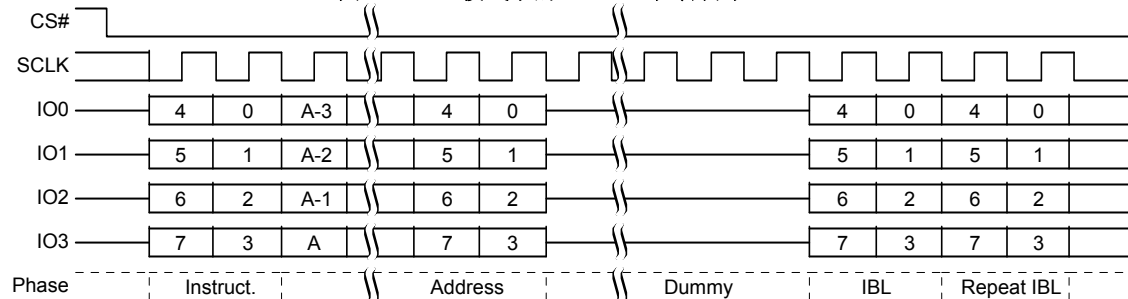 CS#
SCLK
IO0 4 0 A-3 4 0 4 0 4 0
IO1 5 1 A-2 5 1 5 1 5 1
IO2 6 2 A-1 6 2 6 2 6 2
IO3 7 3 A 7 3 7 3 7 3
Phase Instruct. Address Dummy IBL Repeat IBL